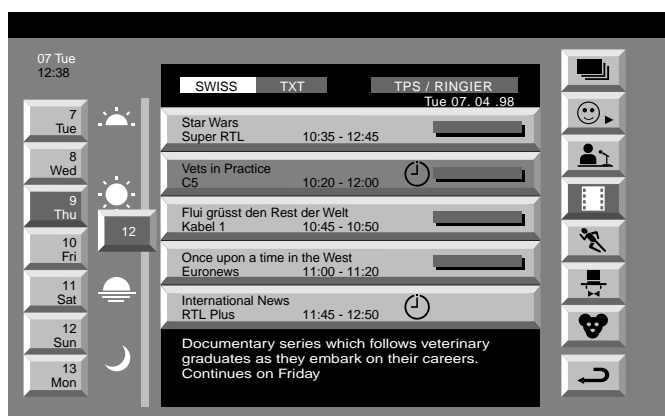 07 Tue
12:38
SWISS TXT TPS / RINGIER
Tue 07. 04 .98
7
Tue
8
Wed
9
Thu
10
Fri
11
Sat
12
Sun
13
Mon
12
Star Wars
Super RTL 10:35 - 12:45
Vets in Practice
C5 10:20 - 12:00
Flui grüsst den Rest der Welt
Kabel 1 10:45 - 10:50
Once upon a time in the West
Euronews 11:00 - 11:20
International News
RTL Plus 11:45 - 12:50
Documentary series which follows veterinary
graduates as they embark on their careers.
Continues on Friday